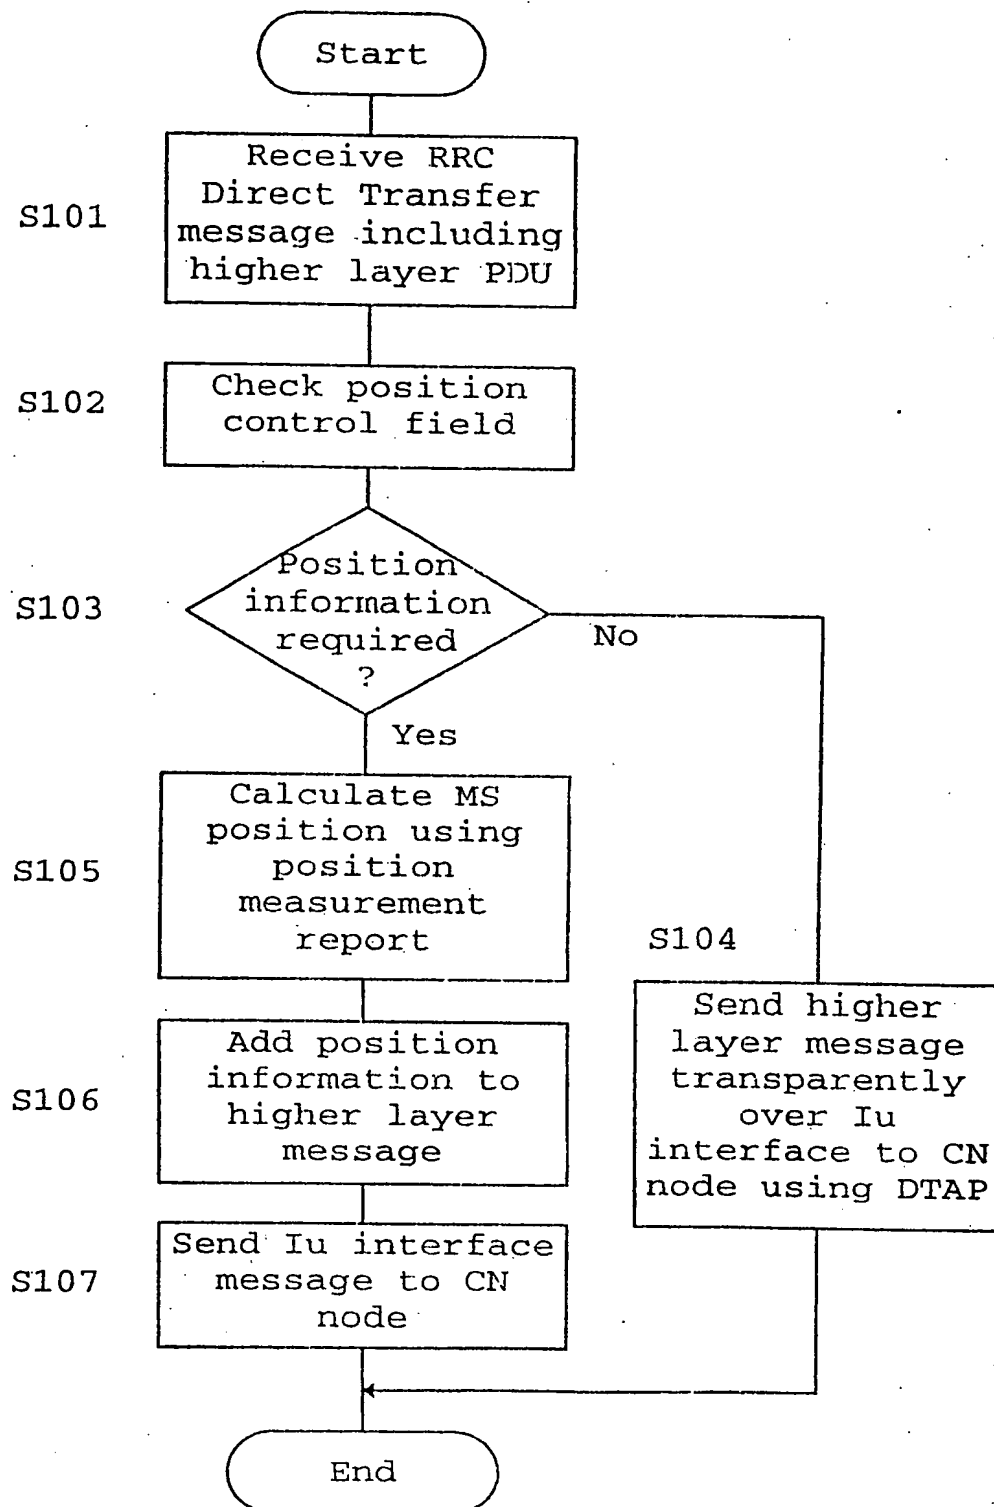 Start
S101
Receive RRC
Direct Transfer
message including
higher layer PDU
S102
Check position
control field
S103
Position
information
required
?
No
Yes
S105
Calculate MS
position using
position
measurement
report
S104
Send higher
layer message
transparently
over Iu
interface to CN
node using DTAP
S106
Add position
information to
higher layer
message
S107
Send Iu interface
message to CN
node
End